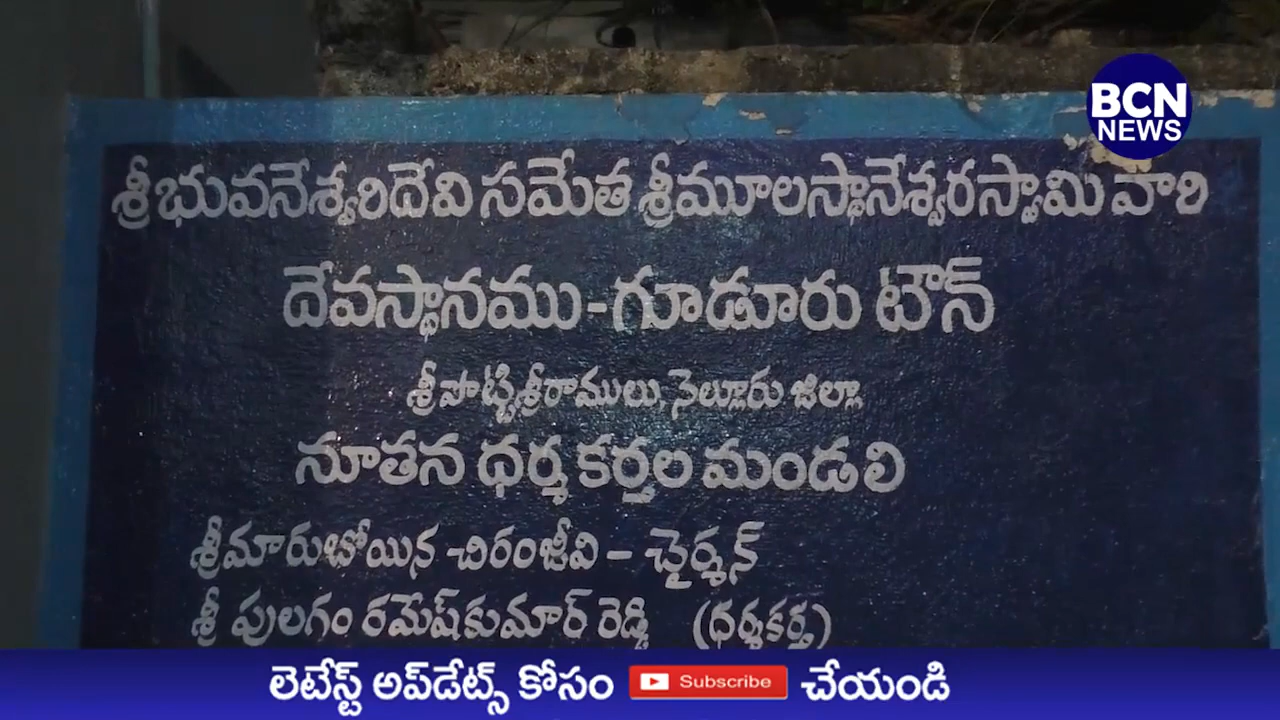 BCN
NEWS
శ్రీ భువనేశ్వరిదేవి సమేత శ్రీమూలస్థానేశ్వరస్వామి వారి
దేవస్థానము-గూడూరు టౌన్
శ్రీపొట్టిశ్రీరాములు, నెల్లూరు జిల్లా
నూతన ధర్మ కర్తల మండలి
శ్రీమారుబోయిన చిరంజీవి - ఛైర్మన్
శ్రీ పులగం రమేష్‌కుమార్ రెడ్డి (ధర్మకర్త)
లెటేస్ట్ అప్‌డేట్స్ కోసం Subscribe చేయండి